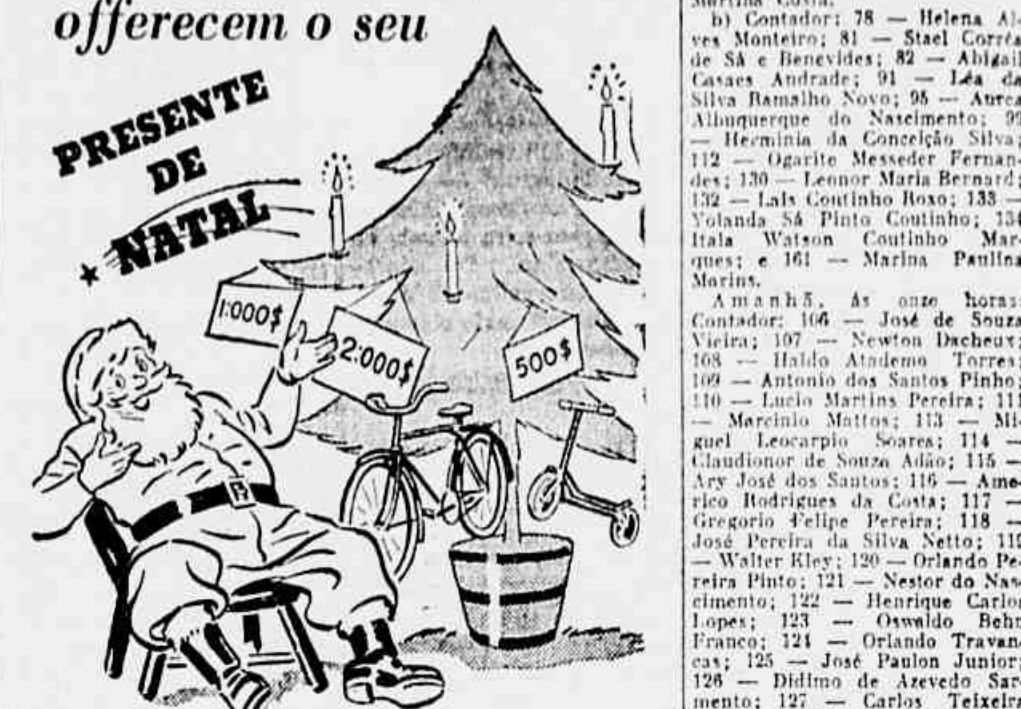 offerecem o seu
PRESENTE
DE
NATAL
1:000$
2:000$
500$
b) Contador: 78 — Helena Al-
ves Monteiro; 81 — Stael Corrêa
de Sá e Benevides; 82 — Abigail
Casaes Andrade; 91 — Léa da
Silva Ramalho Novo; 95 — Aurea
Albuquerque do Nascimento; 99
— Herminia da Conceição Silva;
112 — Ogarite Messeder Fernan-
des; 130 — Leonor Maria Bernard;
132 — Lais Coutinho Roxo; 133 —
Yolanda Sá Pinto Coutinho; 134
Itala Watson Coutinho Mar-
ques; e 161 — Marina Paulina
Morins.
Amanhã, ás onze horas:
Contador: 106 — José de Souza
Vieira; 107 — Newton Dacheux;
108 — Haldo Atademo Torres;
109 — Antonio dos Santos Pinho;
110 — Lucio Martins Pereira; 111
— Marcinio Mattos; 113 — Mi-
guel Leocarpio Soares; 114 —
Claudionor de Souza Adão; 115 —
Ary José dos Santos; 116 — Ame-
rico Rodrigues da Costa; 117 —
Gregorio Felipe Pereira; 118 —
José Pereira da Silva Netto; 119
— Walter Kley; 120 — Orlando Pe-
reira Pinto; 121 — Nestor do Nas-
cimento; 122 — Henrique Carlos
Lopes; 123 — Oswaldo Behn
Franco; 124 — Orlando Travan-
cas; 125 — José Paulon Junior;
126 — Didimo de Azevedo Sar-
mento; 127 — Carlos Teixeira